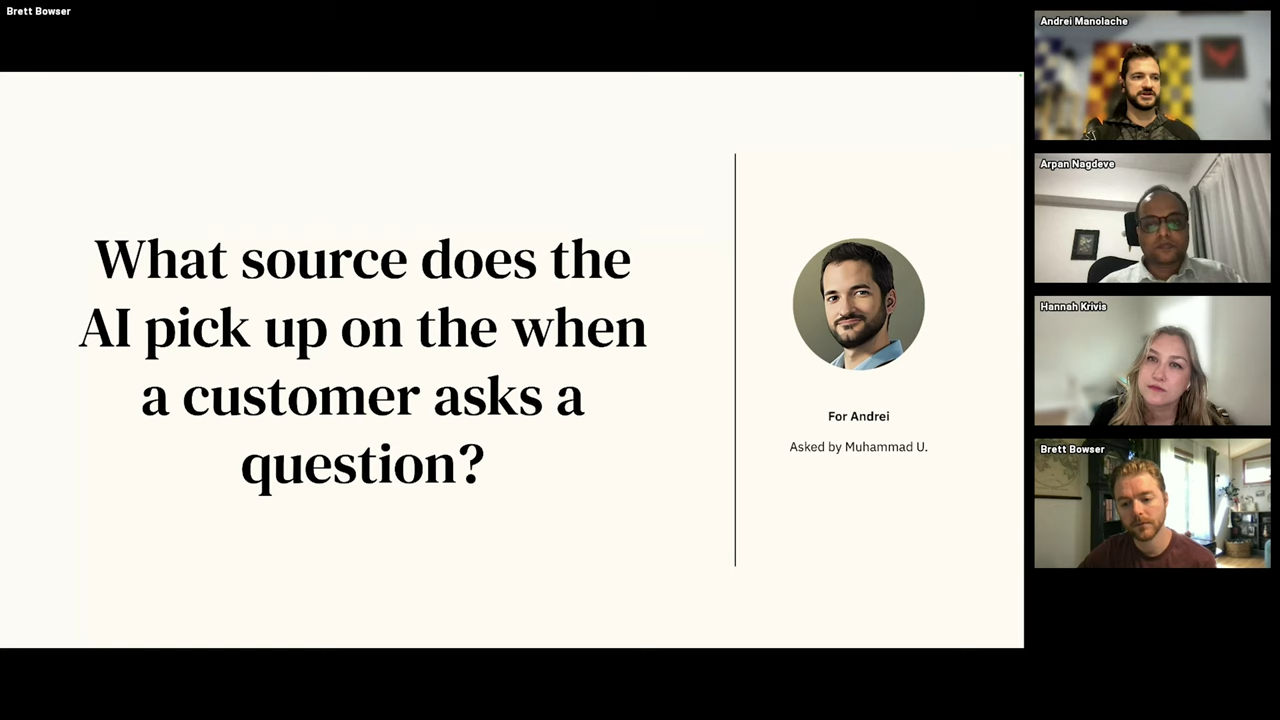 Brett Bowser
What source does the
AI pick up on the when
a customer asks a
question?
For Andrei
Asked by Muhammad U.
Andrei Manolache
Arpan Nagdeve
Hannah Krivis
Brett Bowser